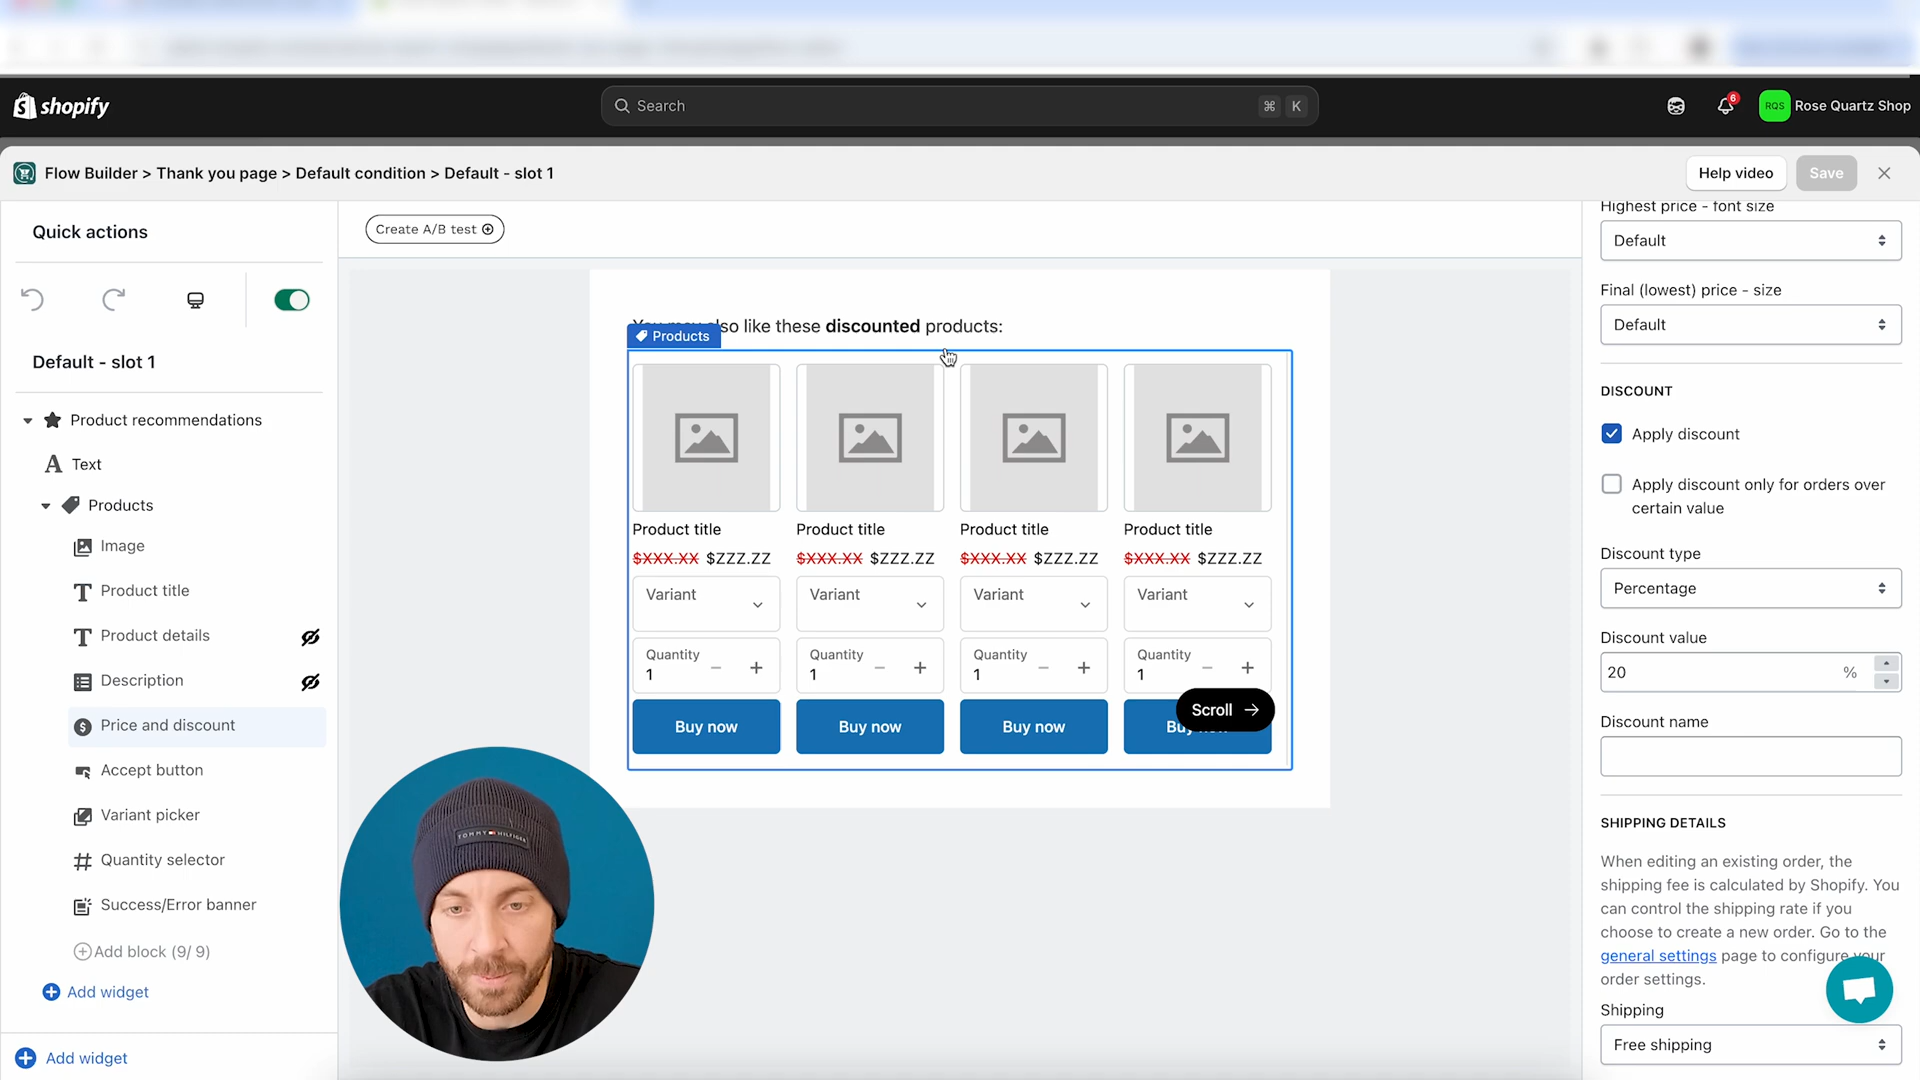 shopify
Search
⌘ K
6
RQS
Rose Quartz Shop
Flow Builder > Thank you page > Default condition > Default - slot 1
Help video
Save
Quick actions
Create A/B test
Default - slot 1
Product recommendations
Text
Products
Image
Product title
Product details
Description
Price and discount
Accept button
Variant picker
Quantity selector
Success/Error banner
Add block (9/ 9)
Add widget
Add widget
also like these discounted products:
Products
Product title Product title Product title Product title
$XXX.XX $ZZZ.ZZ $XXX.XX $ZZZ.ZZ $XXX.XX $ZZZ.ZZ $XXX.XX $ZZZ.ZZ
Variant Variant Variant Variant
Quantity Quantity Quantity Quantity
1 1 1 1
Scroll →
Buy now Buy now Buy now
TOMMY HILFIGER
Highest price - font size
Default
Final (lowest) price - size
Default
DISCOUNT
Apply discount
Apply discount only for orders over
certain value
Discount type
Percentage
Discount value
20 %
Discount name
SHIPPING DETAILS
When editing an existing order, the
shipping fee is calculated by Shopify. You
can control the shipping rate if you
choose to create a new order. Go to the
general settings page to configure your
order settings.
Shipping
Free shipping